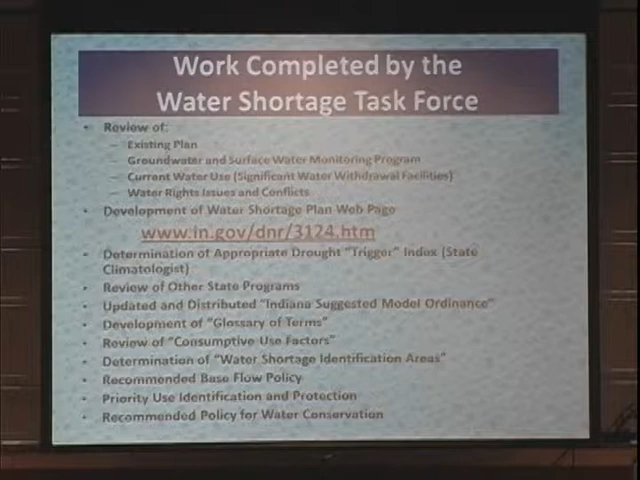 Work Completed by the
Water Shortage Task Force
• Review of:
– Existing Plan
– Groundwater and Surface Water Monitoring Program
– Current Water Use (Significant Water Withdrawal Facilities)
– Water Rights Issues and Conflicts
• Development of Water Shortage Plan Web Page
www.in.gov/dnr/3124.htm
• Determination of Appropriate Drought "Trigger" Index (State
Climatologist)
• Review of Other State Programs
• Updated and Distributed "Indiana Suggested Model Ordinance"
• Development of "Glossary of Terms"
• Review of "Consumptive Use Factors"
• Determination of "Water Shortage Identification Areas"
• Recommended Base Flow Policy
• Priority Use Identification and Protection
• Recommended Policy for Water Conservation